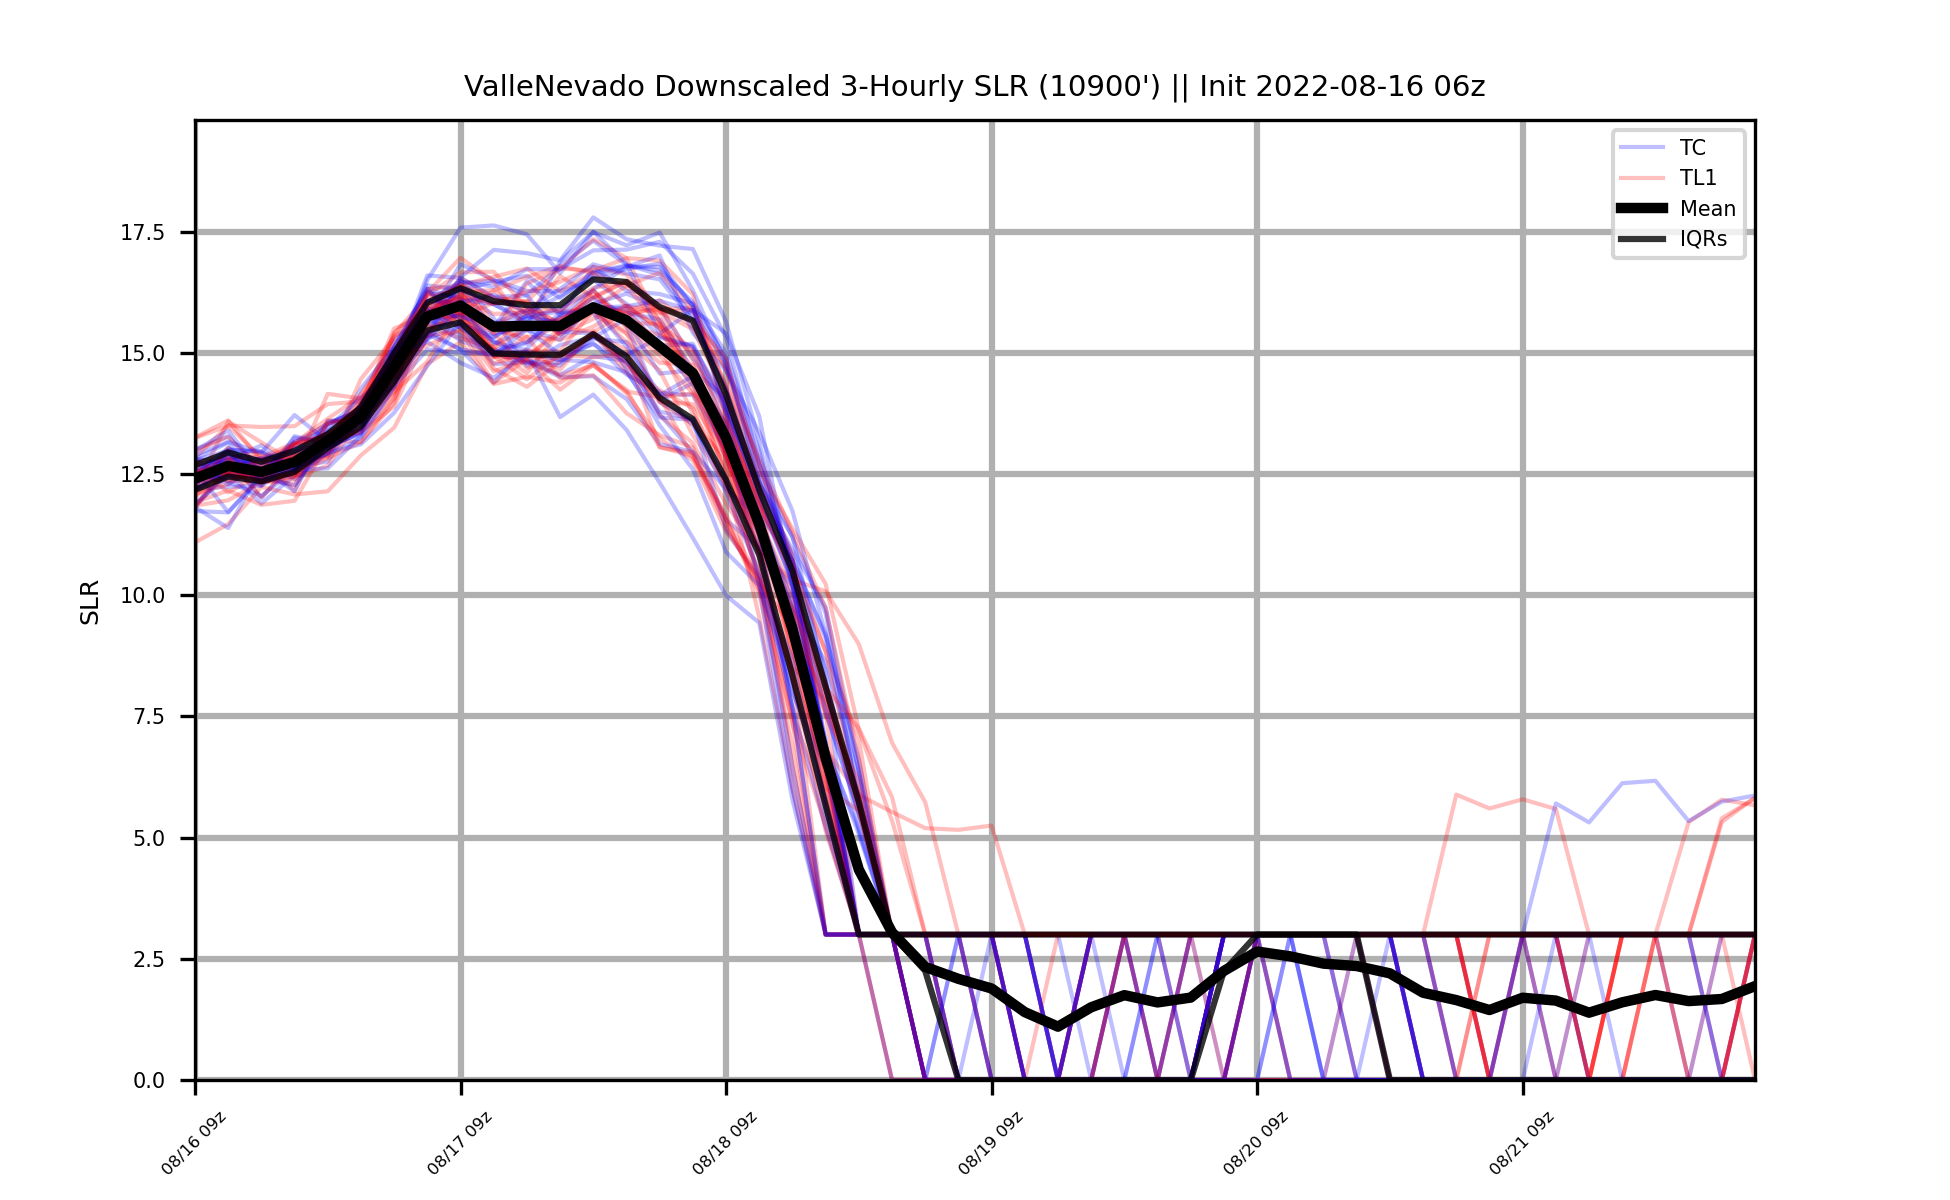 ValleNevado Downscaled 3-Hourly SLR (10900') || Init 2022-08-16 06z
TC
TL1
Mean
IQRs
SLR
17.5
15.0
12.5
10.0
7.5
5.0
2.5
0.0
08/16 09z
08/17 09z
08/18 09z
08/19 09z
08/20 09z
08/21 09z